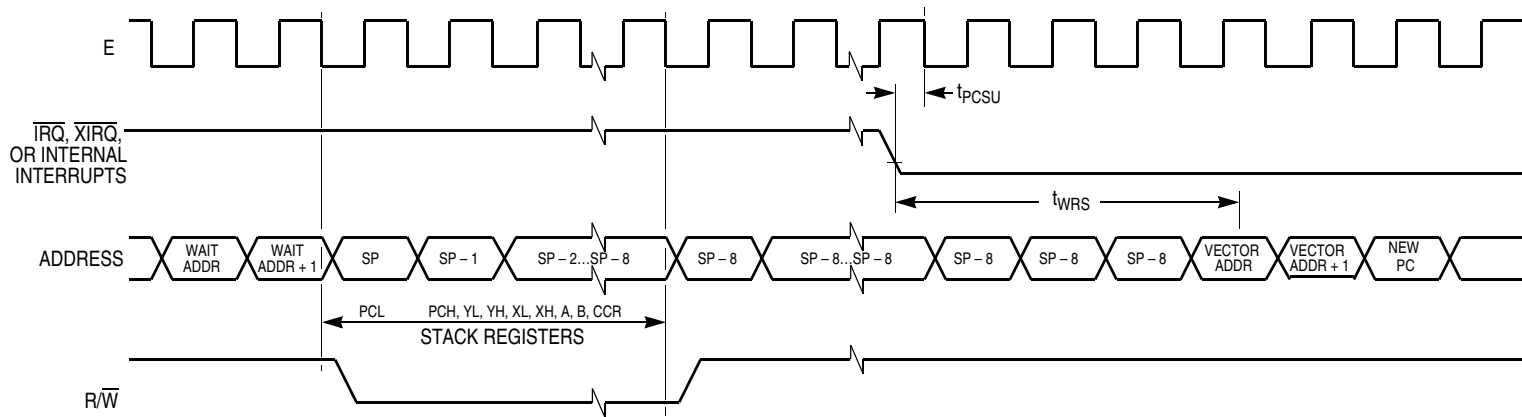 E
tPCSU
IRQ, XIRQ,
OR INTERNAL
INTERRUPTS
tWRS
ADDRESS
WAIT
ADDR
WAIT
ADDR + 1
SP
SP – 1
SP – 2...SP – 8
SP – 8
SP – 8...SP – 8
SP – 8
SP – 8
SP – 8
VECTOR
ADDR
VECTOR
ADDR + 1
NEW
PC
PCL
PCH, YL, YH, XL, XH, A, B, CCR
STACK REGISTERS
R/W